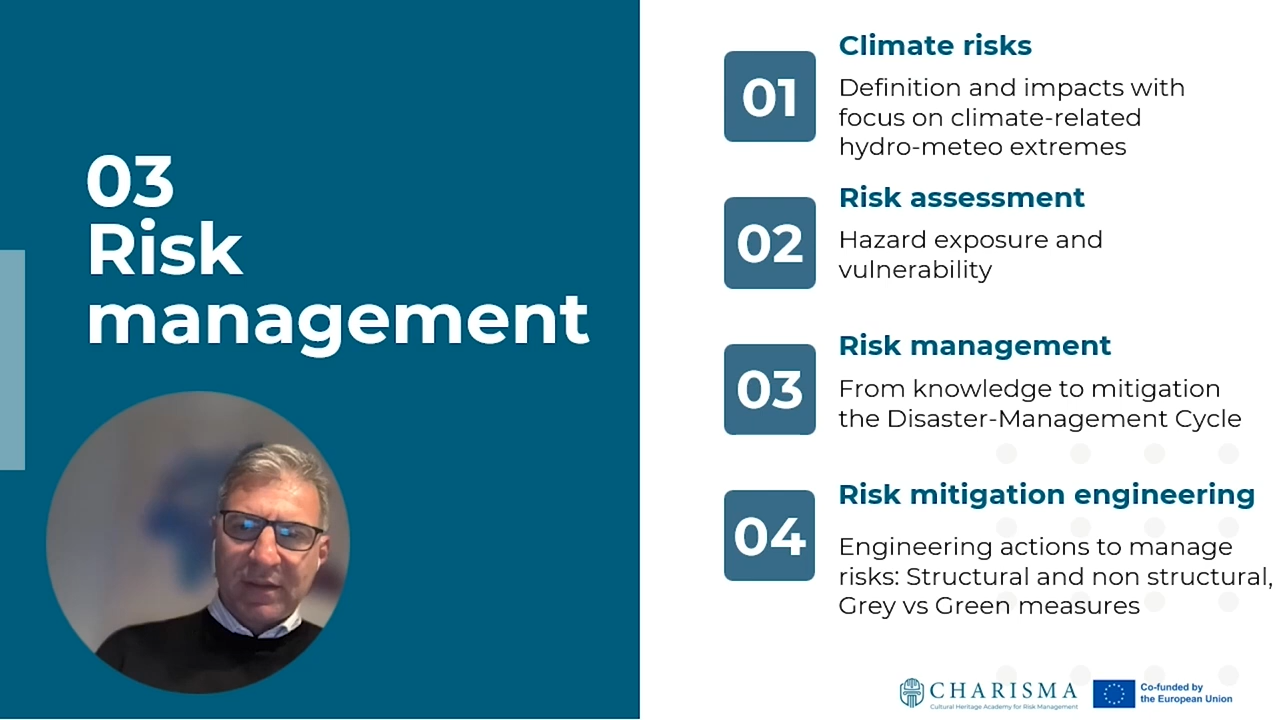 03
Risk
management
01
Climate risks
Definition and impacts with
focus on climate-related
hydro-meteo extremes
02
Risk assessment
Hazard exposure and
vulnerability
03
Risk management
From knowledge to mitigation
the Disaster-Management Cycle
04
Risk mitigation engineering
Engineering actions to manage
risks: Structural and non structural,
Grey vs Green measures
CHARISMA
Cultural Heritage Academy for Risk Management
Co-funded by
the European Union